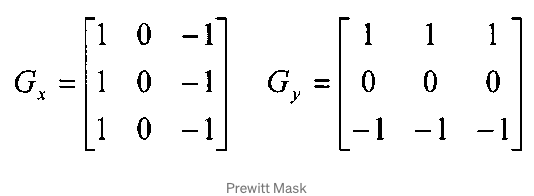 1 0 -1 1 1 1
Gx = 1 0 -1 Gy = 0 0 0
1 0 -1 -1 -1 -1
Prewitt Mask